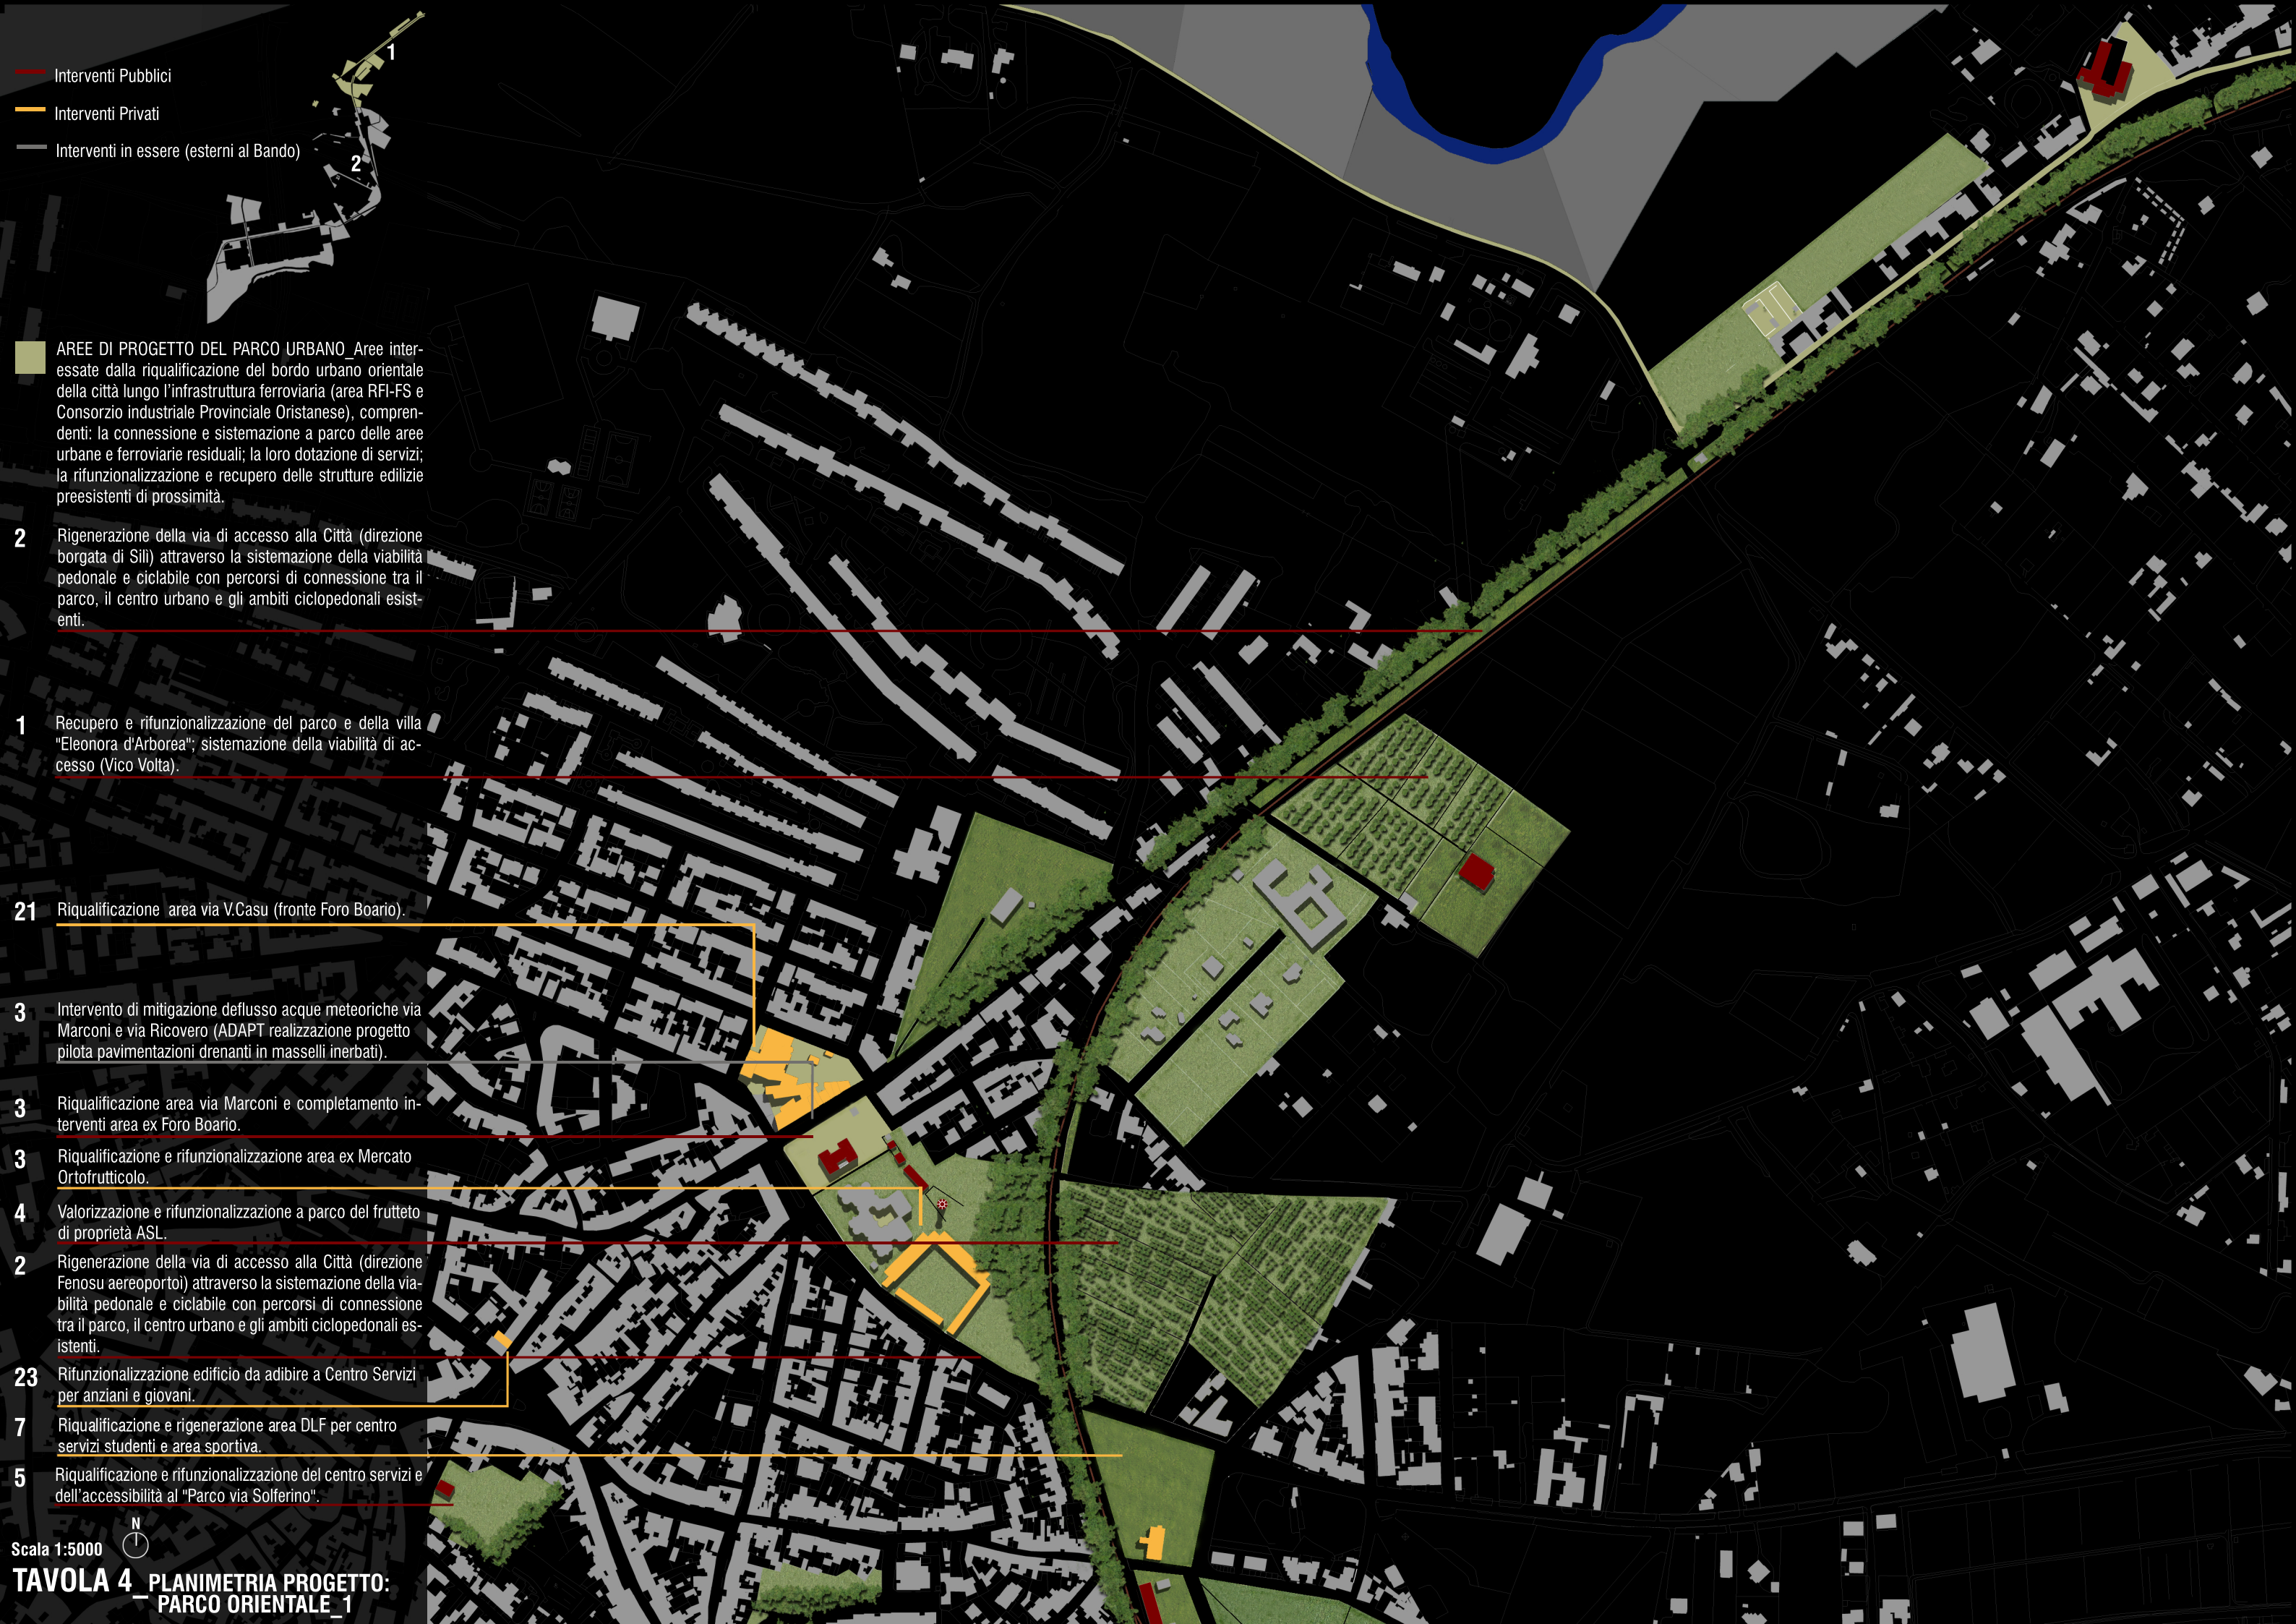 1
Interventi Pubblici
Interventi Privati
Interventi in essere (esterni al Bando)
2
AREE DI PROGETTO DEL PARCO URBANO_Aree inter-
essate dalla riqualificazione del bordo urbano orientale
della città lungo l'infrastruttura ferroviaria (area RFI-FS e
Consorzio industriale Provinciale Oristanese), compren-
denti: la connessione e sistemazione a parco delle aree
urbane e ferroviarie residuali; la loro dotazione di servizi;
la rifunzionalizzazione e recupero delle strutture edilizie
preesistenti di prossimità.
2 Rigenerazione della via di accesso alla Città (direzione
borgata di Silì) attraverso la sistemazione della viabilità
pedonale e ciclabile con percorsi di connessione tra il
parco, il centro urbano e gli ambiti ciclopedonali esist-
enti.
1 Recupero e rifunzionalizzazione del parco e della villa
"Eleonora d'Arborea"; sistemazione della viabilità di ac-
cesso (Vico Volta).
21 Riqualificazione area via V.Casu (fronte Foro Boario).
3 Intervento di mitigazione deflusso acque meteoriche via
Marconi e via Ricovero (ADAPT realizzazione progetto
pilota pavimentazioni drenanti in masselli inerbati).
3 Riqualificazione area via Marconi e completamento in-
terventi area ex Foro Boario.
3 Riqualificazione e rifunzionalizzazione area ex Mercato
Ortofrutticolo.
4 Valorizzazione e rifunzionalizzazione a parco del frutteto
di proprietà ASL.
2 Rigenerazione della via di accesso alla Città (direzione
Fenosu aereoportoì) attraverso la sistemazione della via-
bilità pedonale e ciclabile con percorsi di connessione
tra il parco, il centro urbano e gli ambiti ciclopedonali es-
istenti.
23 Rifunzionalizzazione edificio da adibire a Centro Servizi
per anziani e giovani.
7 Riqualificazione e rigenerazione area DLF per centro
servizi studenti e area sportiva.
5 Riqualificazione e rifunzionalizzazione del centro servizi e
dell'accessibilità al "Parco via Solferino".
N
Scala 1:5000
TAVOLA 4_PLANIMETRIA PROGETTO:
PARCO ORIENTALE_1